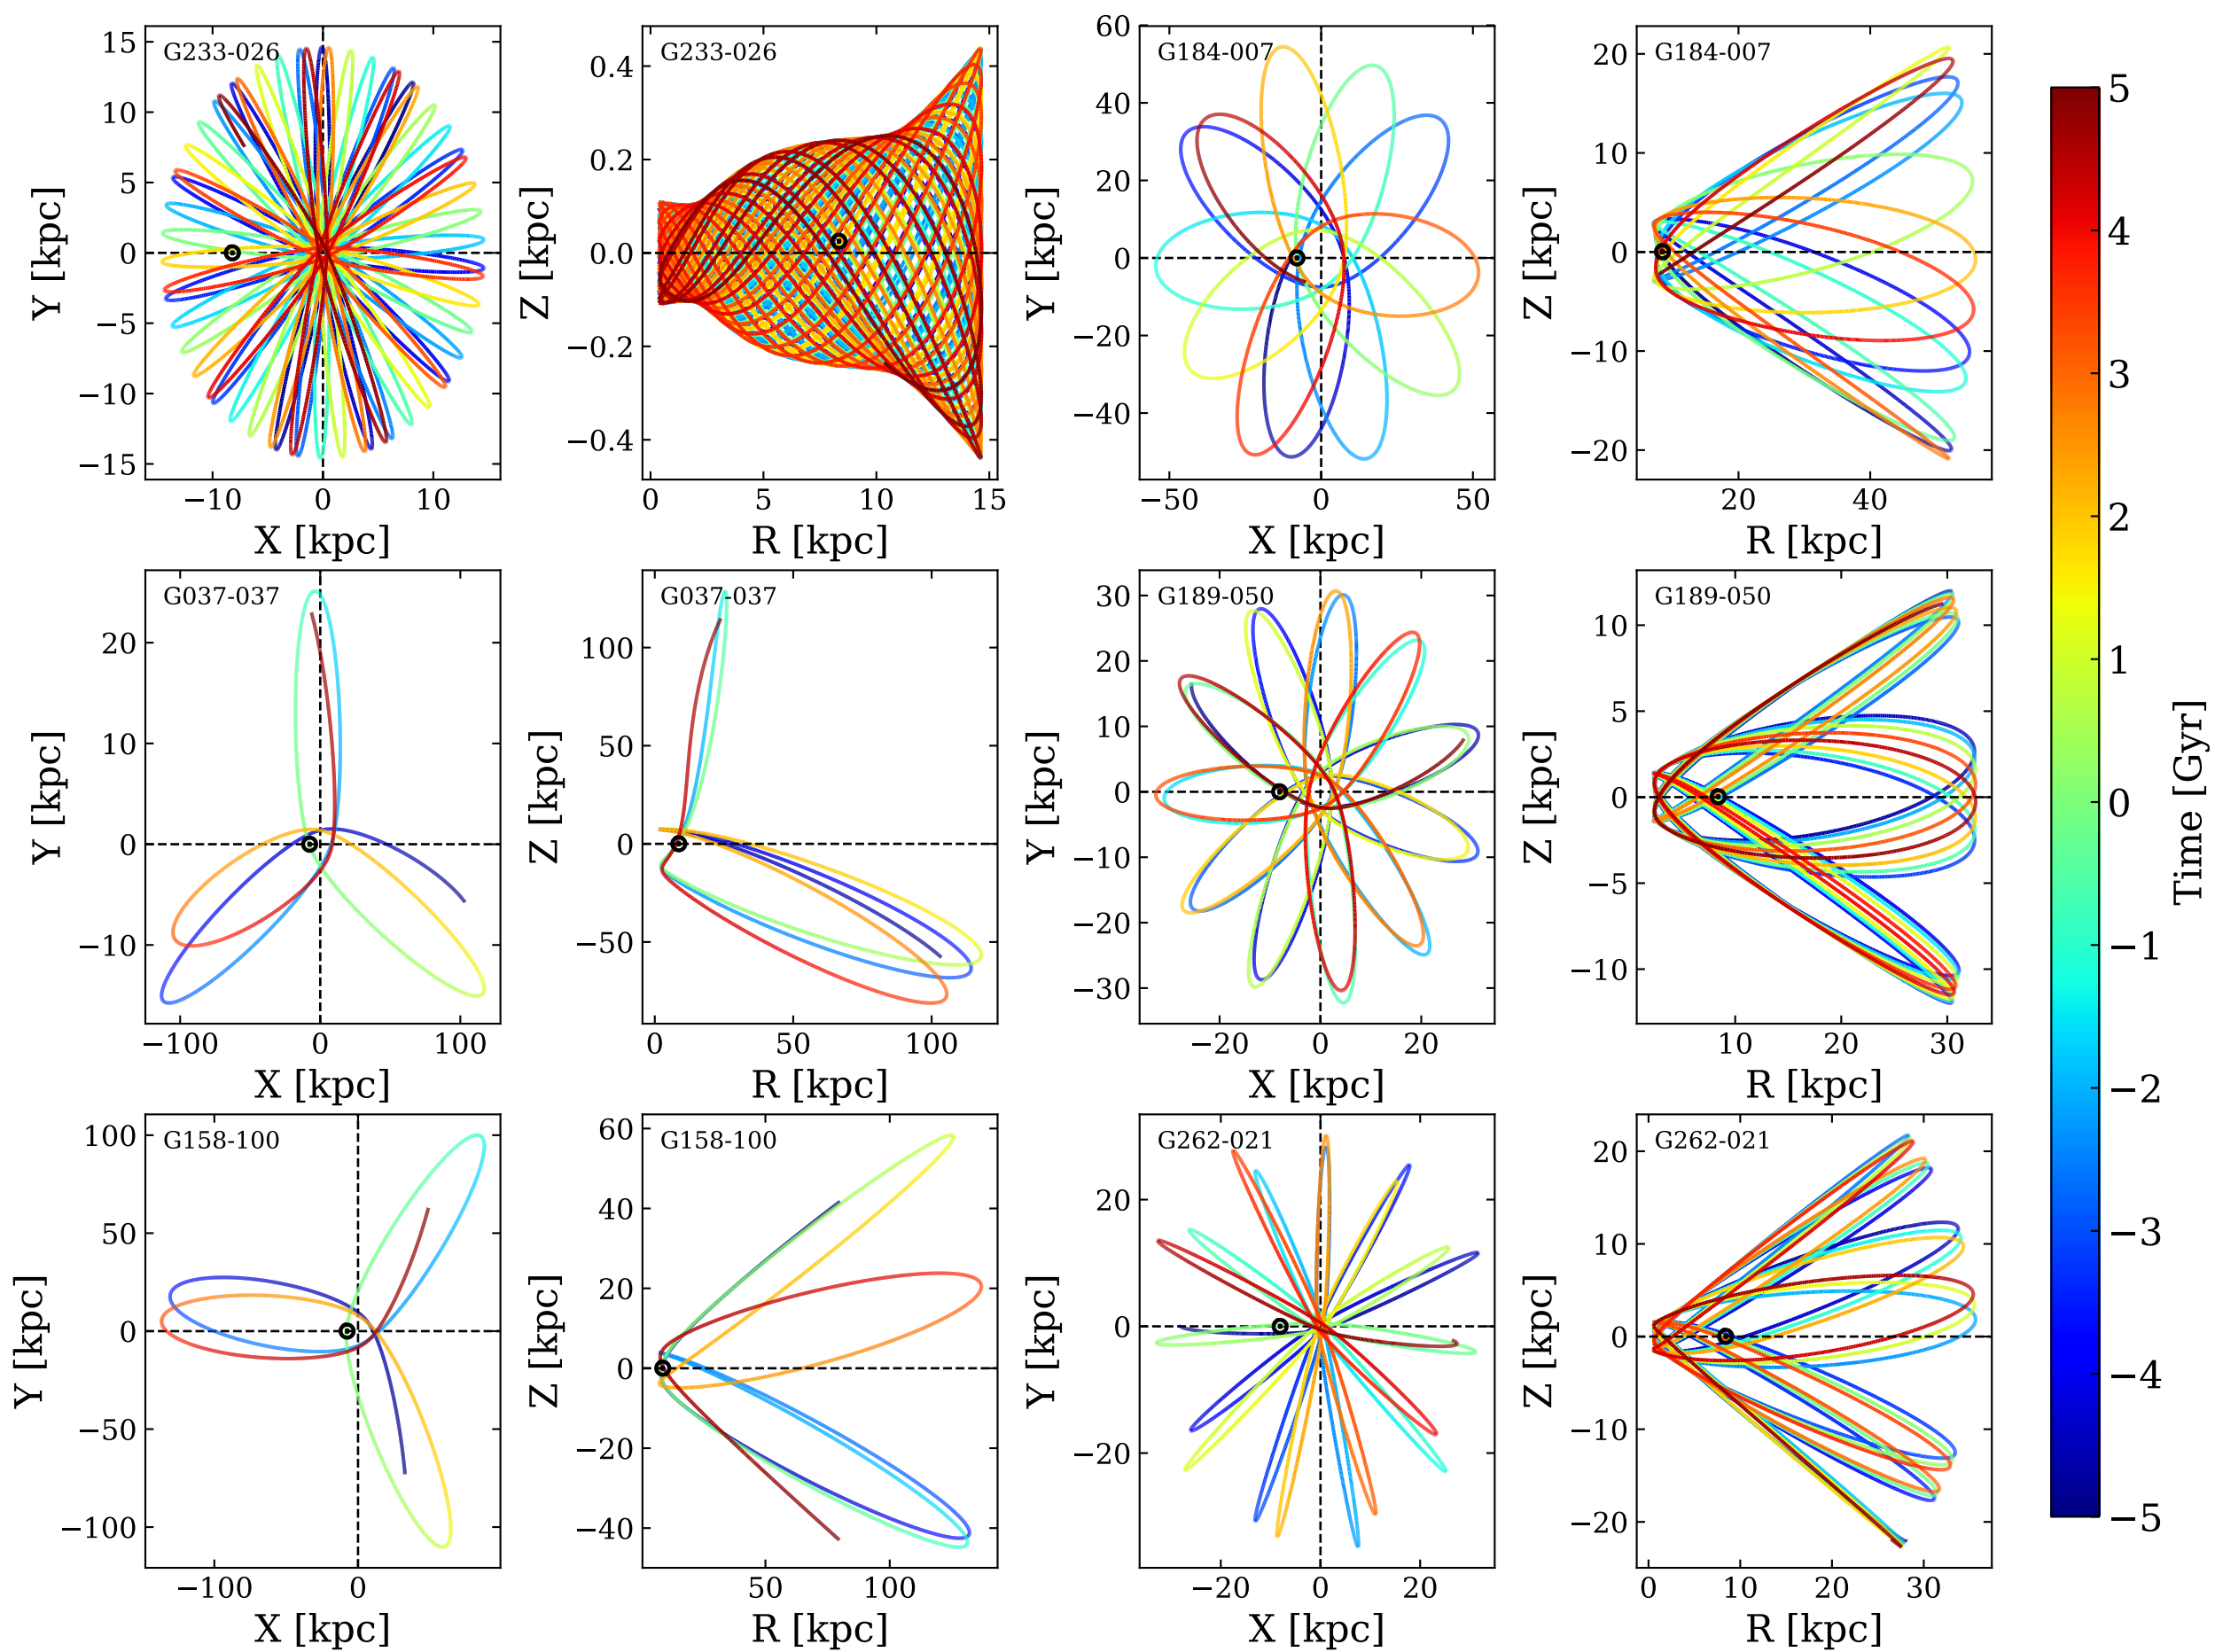 G233-026
15
10
5
0
−5
−10
−15
Y [kpc]
−10 0 10
X [kpc]
G233-026
0.4
0.2
0.0
−0.2
−0.4
Z [kpc]
0 5 10 15
R [kpc]
G184-007
60
40
20
0
−20
−40
Y [kpc]
−50 0 50
X [kpc]
G184-007
20
10
0
−10
−20
Z [kpc]
20 40
R [kpc]
G037-037
20
10
0
−10
Y [kpc]
−100 0 100
X [kpc]
G037-037
100
50
0
−50
Z [kpc]
0 50 100
R [kpc]
G189-050
30
20
10
0
−10
−20
−30
Y [kpc]
−20 0 20
X [kpc]
G189-050
10
5
0
−5
−10
Z [kpc]
10 20 30
R [kpc]
G158-100
100
50
0
−50
−100
Y [kpc]
−100 0
X [kpc]
G158-100
60
40
20
0
−20
−40
Z [kpc]
50 100
R [kpc]
G262-021
20
0
−20
Y [kpc]
−20 0 20
X [kpc]
G262-021
20
10
0
−10
−20
Z [kpc]
0 10 20 30
R [kpc]
5
4
3
2
1
0
−1
−2
−3
−4
−5
Time [Gyr]